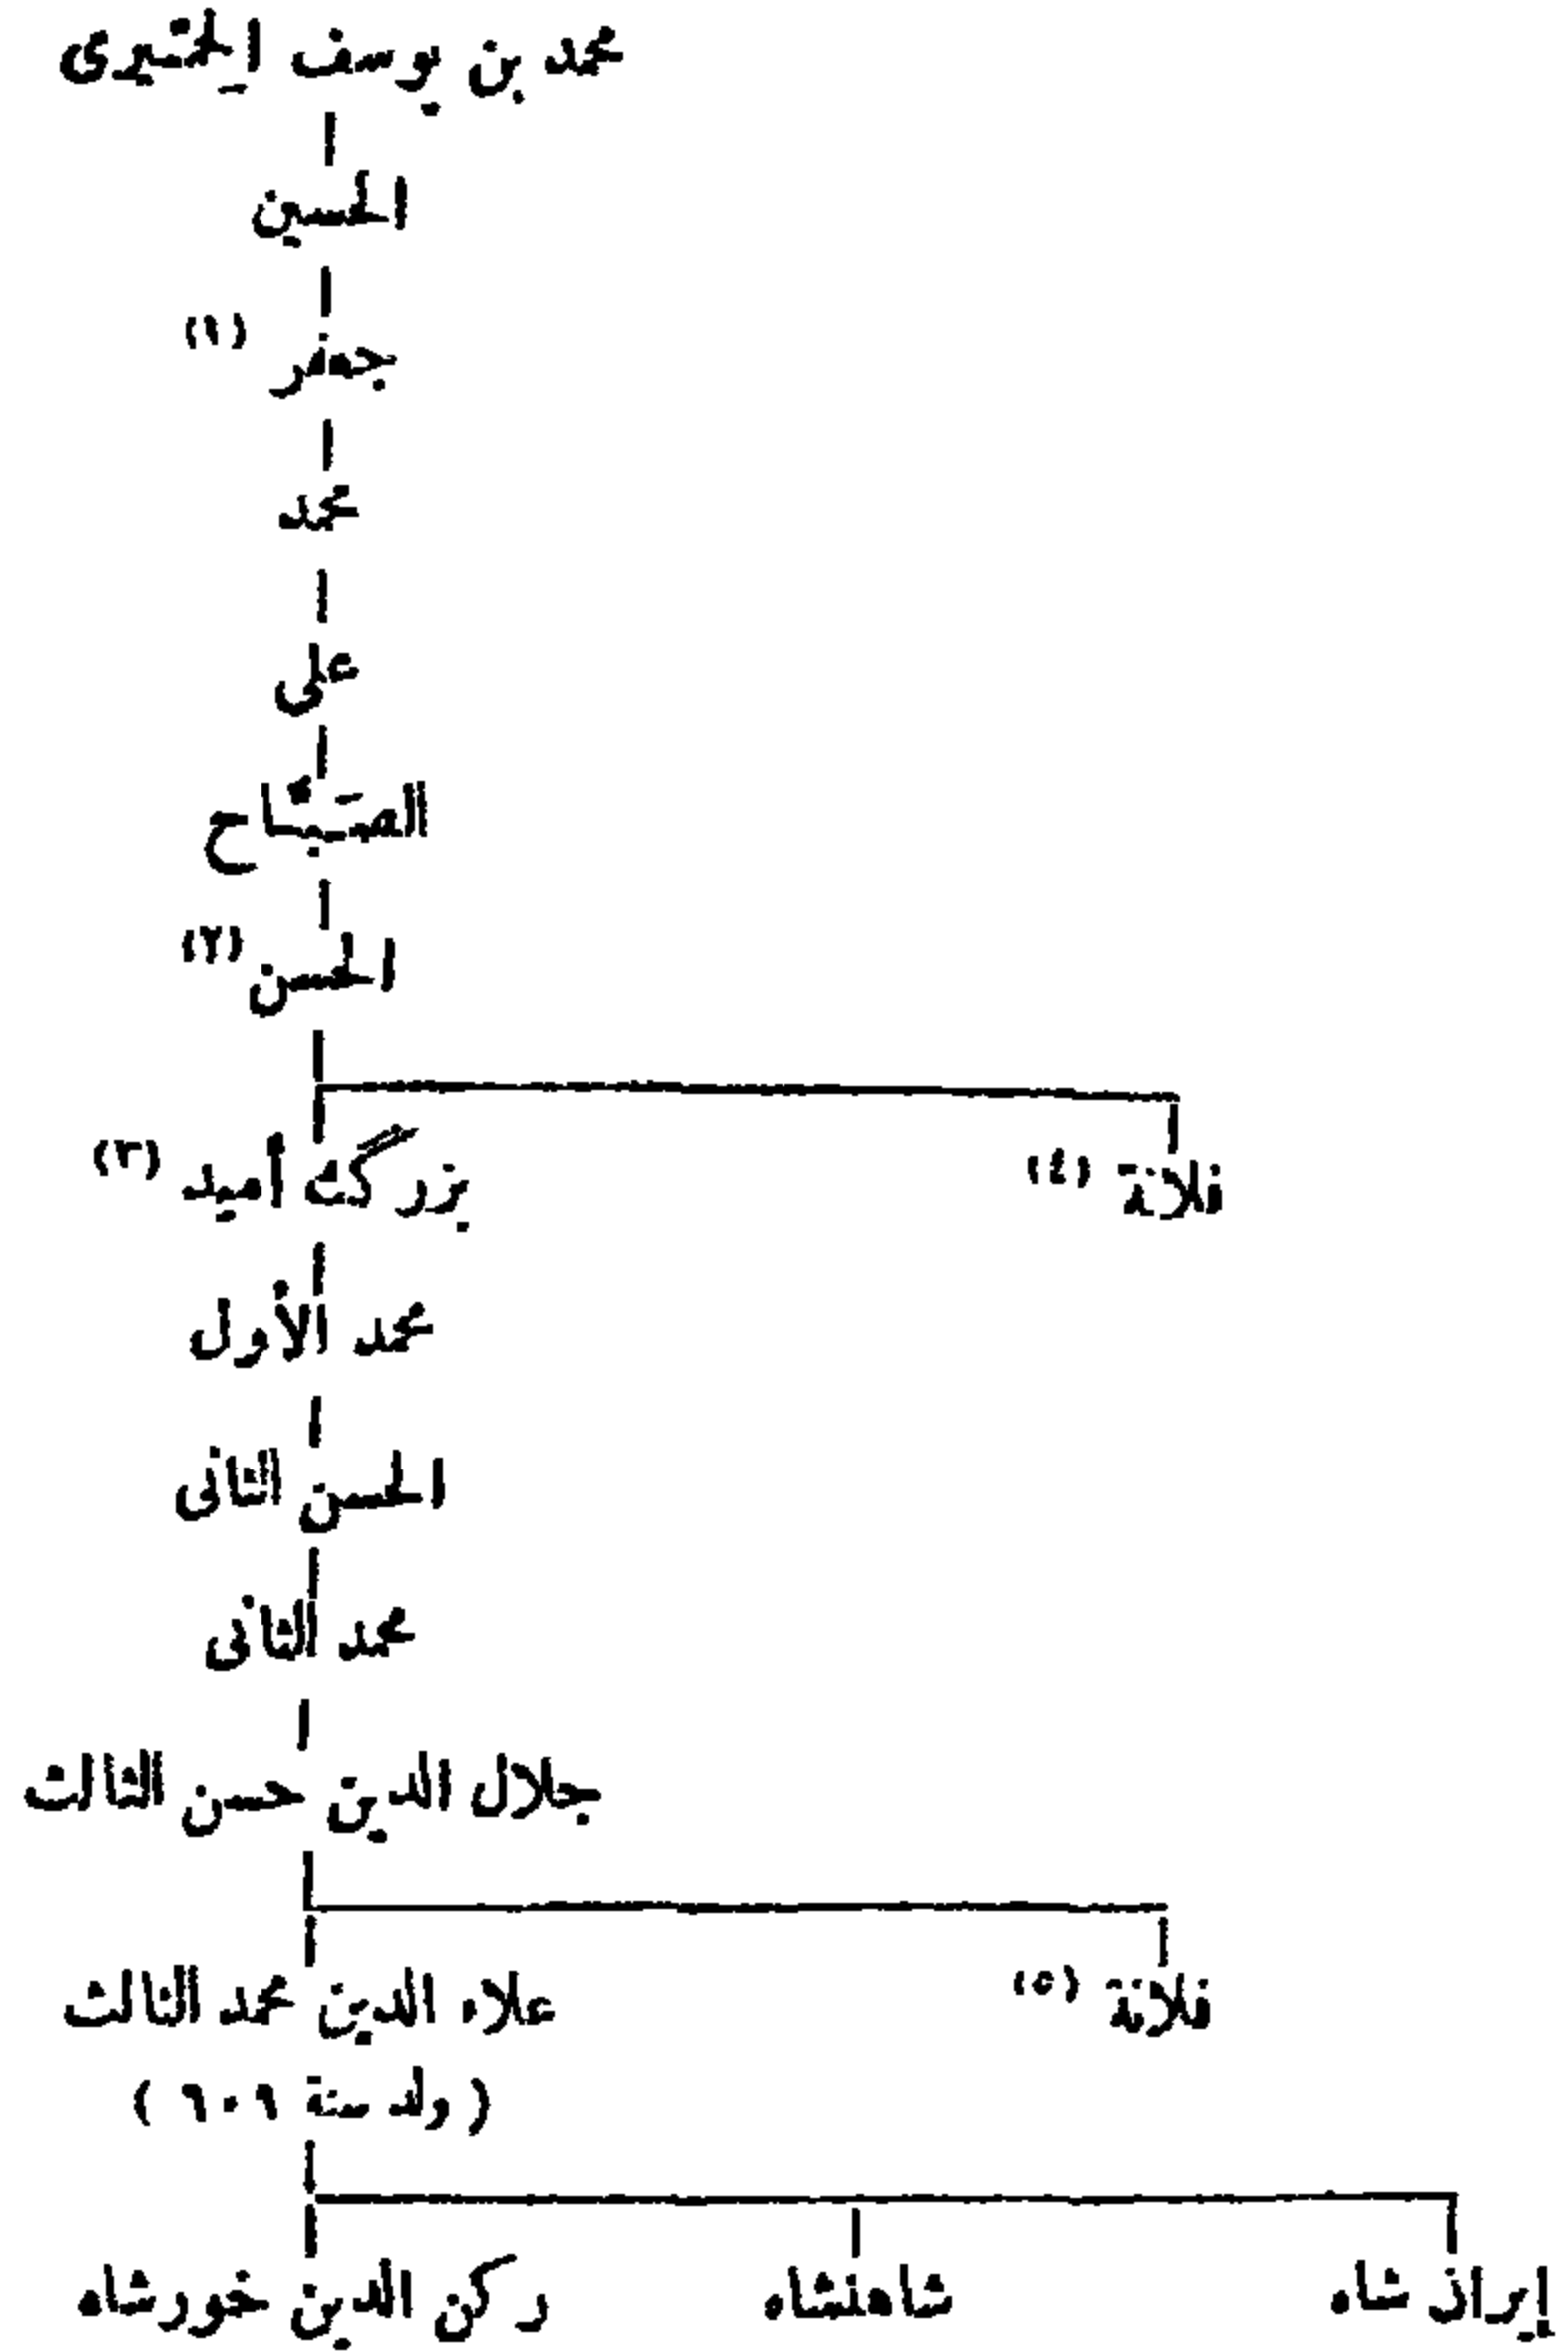 محمد بن يوسف الحميرى
الحسين
جعفر (١)
محمد
على
الصَبَّاح
الحسن (٢)
فلانة (٤) بزرگ أميد (٣)
محمد الأول
الحسن الثانى
محمد الثانى
جلال الدين حسن الثالث
فلانة (٥) علاء الدين محمد الثالث
(ولد سنة ٦٠٩)
إيران شاه شاهنشاه ركن الدين خورشاه